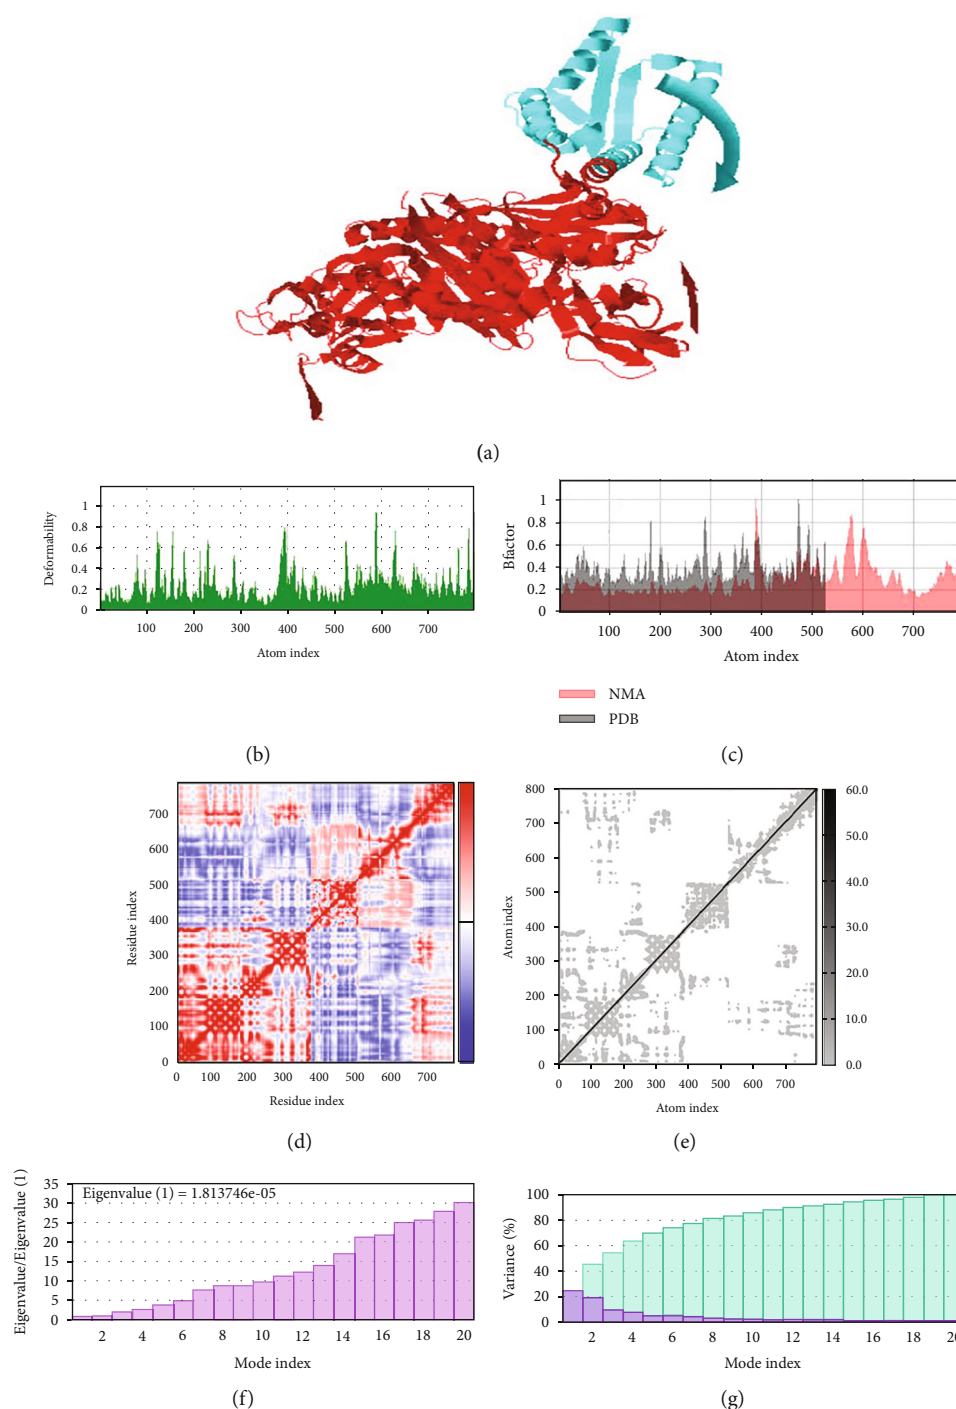 (a)
1
0.8
0.6
0.4
0.2
0
Deformability
100 200 300 400 500 600 700
Atom index
(b)
1
0.8
0.6
0.4
0.2
0
Bfactor
100 200 300 400 500 600 700
Atom index
NMA
PDB
(c)
700
600
500
400
300
200
100
0
Residue index
0 100 200 300 400 500 600 700
Residue index
(d)
800
700
600
500
400
300
200
100
0
Atom index
0 100 200 300 400 500 600 700
Atom index
60.0
50.0
40.0
30.0
20.0
10.0
0.0
(e)
Eigenvalue (1) = 1.813746e-05
35
30
25
20
15
10
5
0
Eigenvalue/Eigenvalue (1)
2 4 6 8 10 12 14 16 18 20
Mode index
(f)
100
80
60
40
20
0
Variance (%)
2 4 6 8 10 12 14 16 18 20
Mode index
(g)